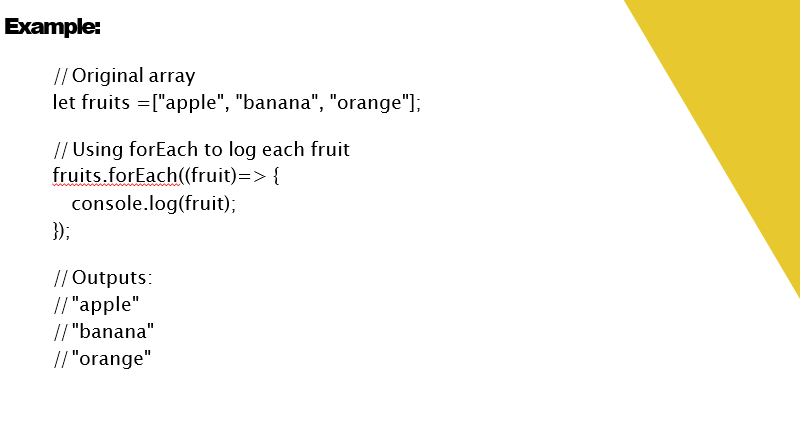 Example:
// Original array
let fruits =["apple", "banana", "orange"];
// Using forEach to log each fruit
fruits.forEach((fruit)=> {
console.log(fruit);
});
// Outputs:
// "apple"
// "banana"
// "orange"